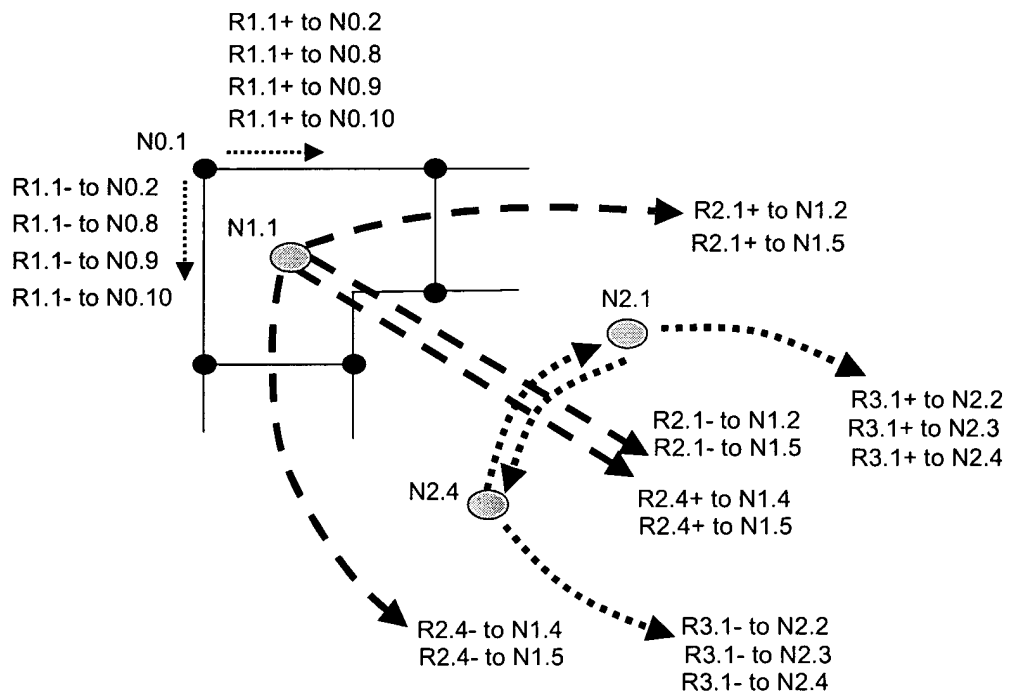 R1.1+ to N0.2
R1.1+ to N0.8
R1.1+ to N0.9
R1.1+ to N0.10
N0.1
R1.1- to N0.2
R1.1- to N0.8
R1.1- to N0.9
R1.1- to N0.10
N1.1
R2.1+ to N1.2
R2.1+ to N1.5
N2.1
R3.1+ to N2.2
R3.1+ to N2.3
R3.1+ to N2.4
R2.1- to N1.2
R2.1- to N1.5
N2.4
R2.4+ to N1.4
R2.4+ to N1.5
R2.4- to N1.4
R2.4- to N1.5
R3.1- to N2.2
R3.1- to N2.3
R3.1- to N2.4